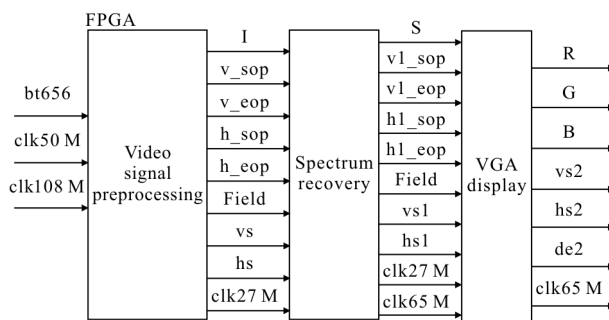 FPGA
bt656
clk50 M
clk108 M
Video
signal
preprocessing
I
v_sop
v_eop
h_sop
h_eop
Field
vs
hs
clk27 M
Spectrum
recovery
S
v1_sop
v1_eop
h1_sop
h1_eop
Field
vs1
hs1
clk27 M
clk65 M
VGA
display
R
G
B
vs2
hs2
de2
clk65 M